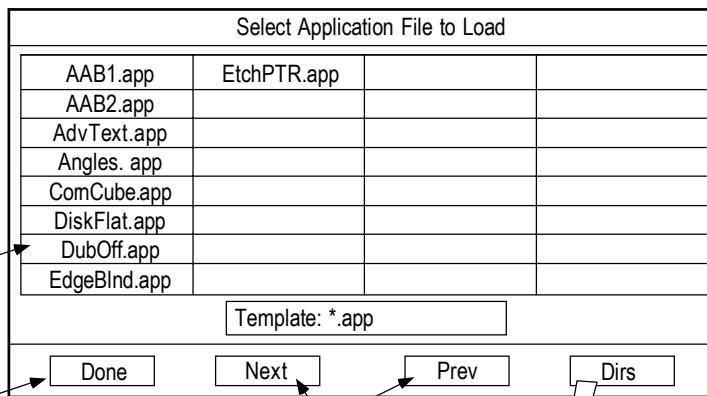 Select Application File to Load
AAB1.app EtchPTR.app
AAB2.app
AdvText.app
Angles. app
ComCube.app
DiskFlat.app
DubOff.app
EdgeBlnd.app
Template: *.app
Done Next Prev Dirs